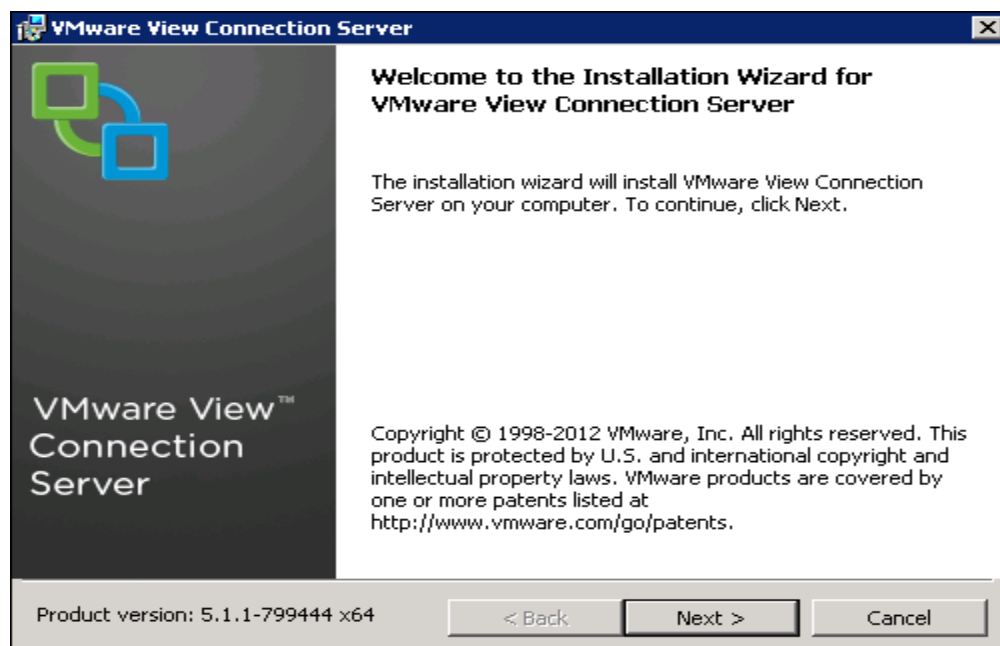 VMware View Connection Server
Welcome to the Installation Wizard for
VMware View Connection Server
The installation wizard will install VMware View Connection
Server on your computer. To continue, click Next.
VMware View™
Connection
Server
Copyright © 1998-2012 VMware, Inc. All rights reserved. This
product is protected by U.S. and international copyright and
intellectual property laws. VMware products are covered by
one or more patents listed at
http://www.vmware.com/go/patents.
Product version: 5.1.1-799444 x64
< Back
Next >
Cancel